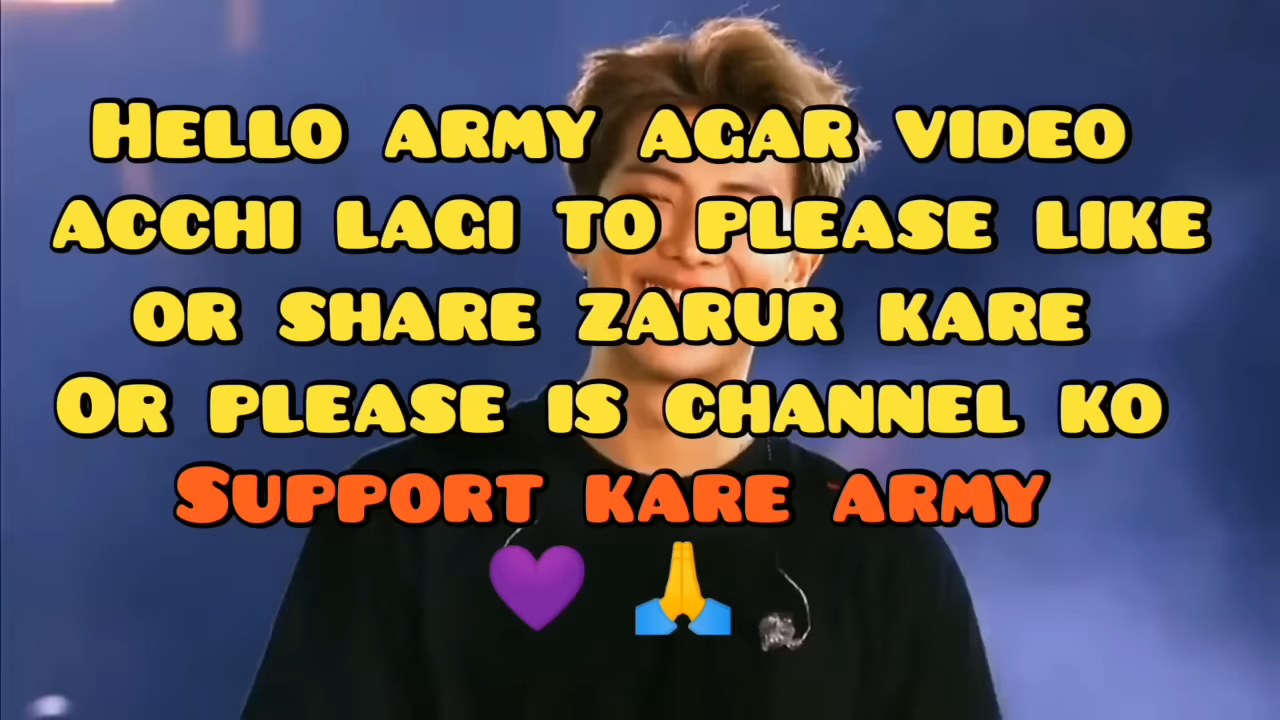 Hello army agar video
acchi lagi to please like
or share zarur kare
Or please is channel ko
Support kare army
💜 🙏